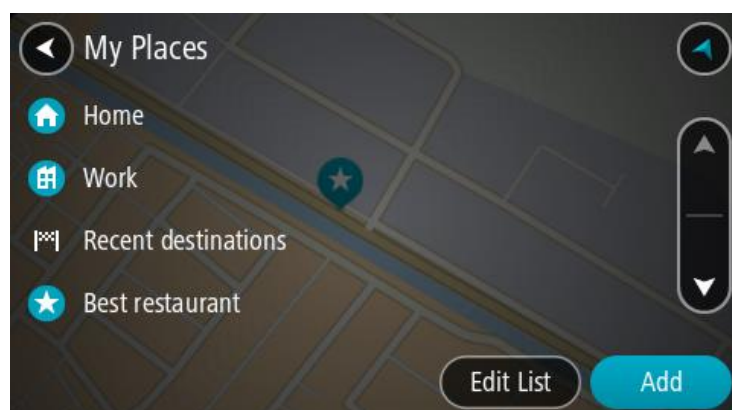 My Places
Home
Work
Recent destinations
Best restaurant
Edit List
Add